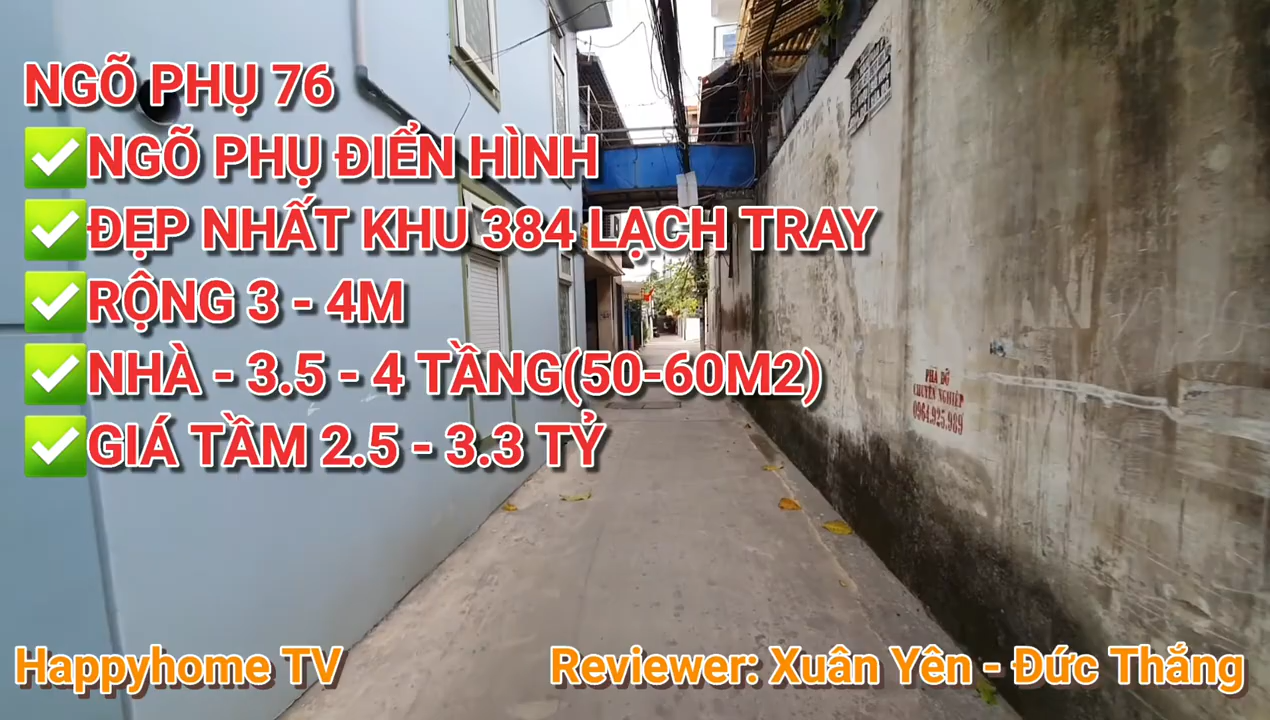 NGÕ PHỤ 76
✅NGÕ PHỤ ĐIỂN HÌNH
✅ĐẸP NHẤT KHU 384 LẠCH TRAY
✅RỘNG 3 - 4M
✅NHÀ - 3.5 - 4 TẦNG(50-60M2)
✅GIÁ TẦM 2.5 - 3.3 TỶ
PHÁ DỠ
CHUYÊN NGHIỆP
0964.925.989
Happyhome TV
Reviewer: Xuân Yên - Đức Thắng